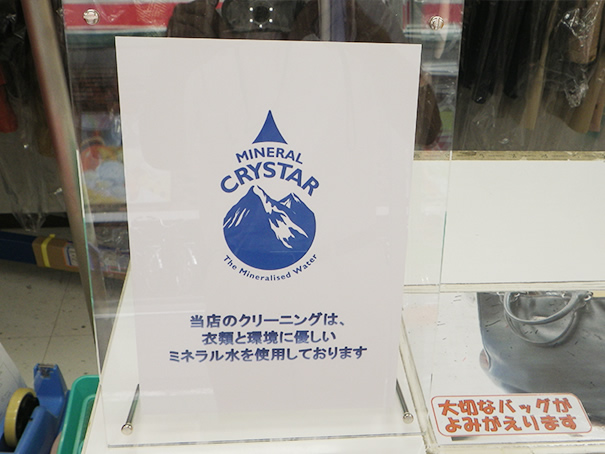 MINERAL
CRYSTAR
The Mineralised Water
当店のクリーニングは、
衣類と環境に優しい
ミネラル水を使用しております
大切なバッグが
よみがえります